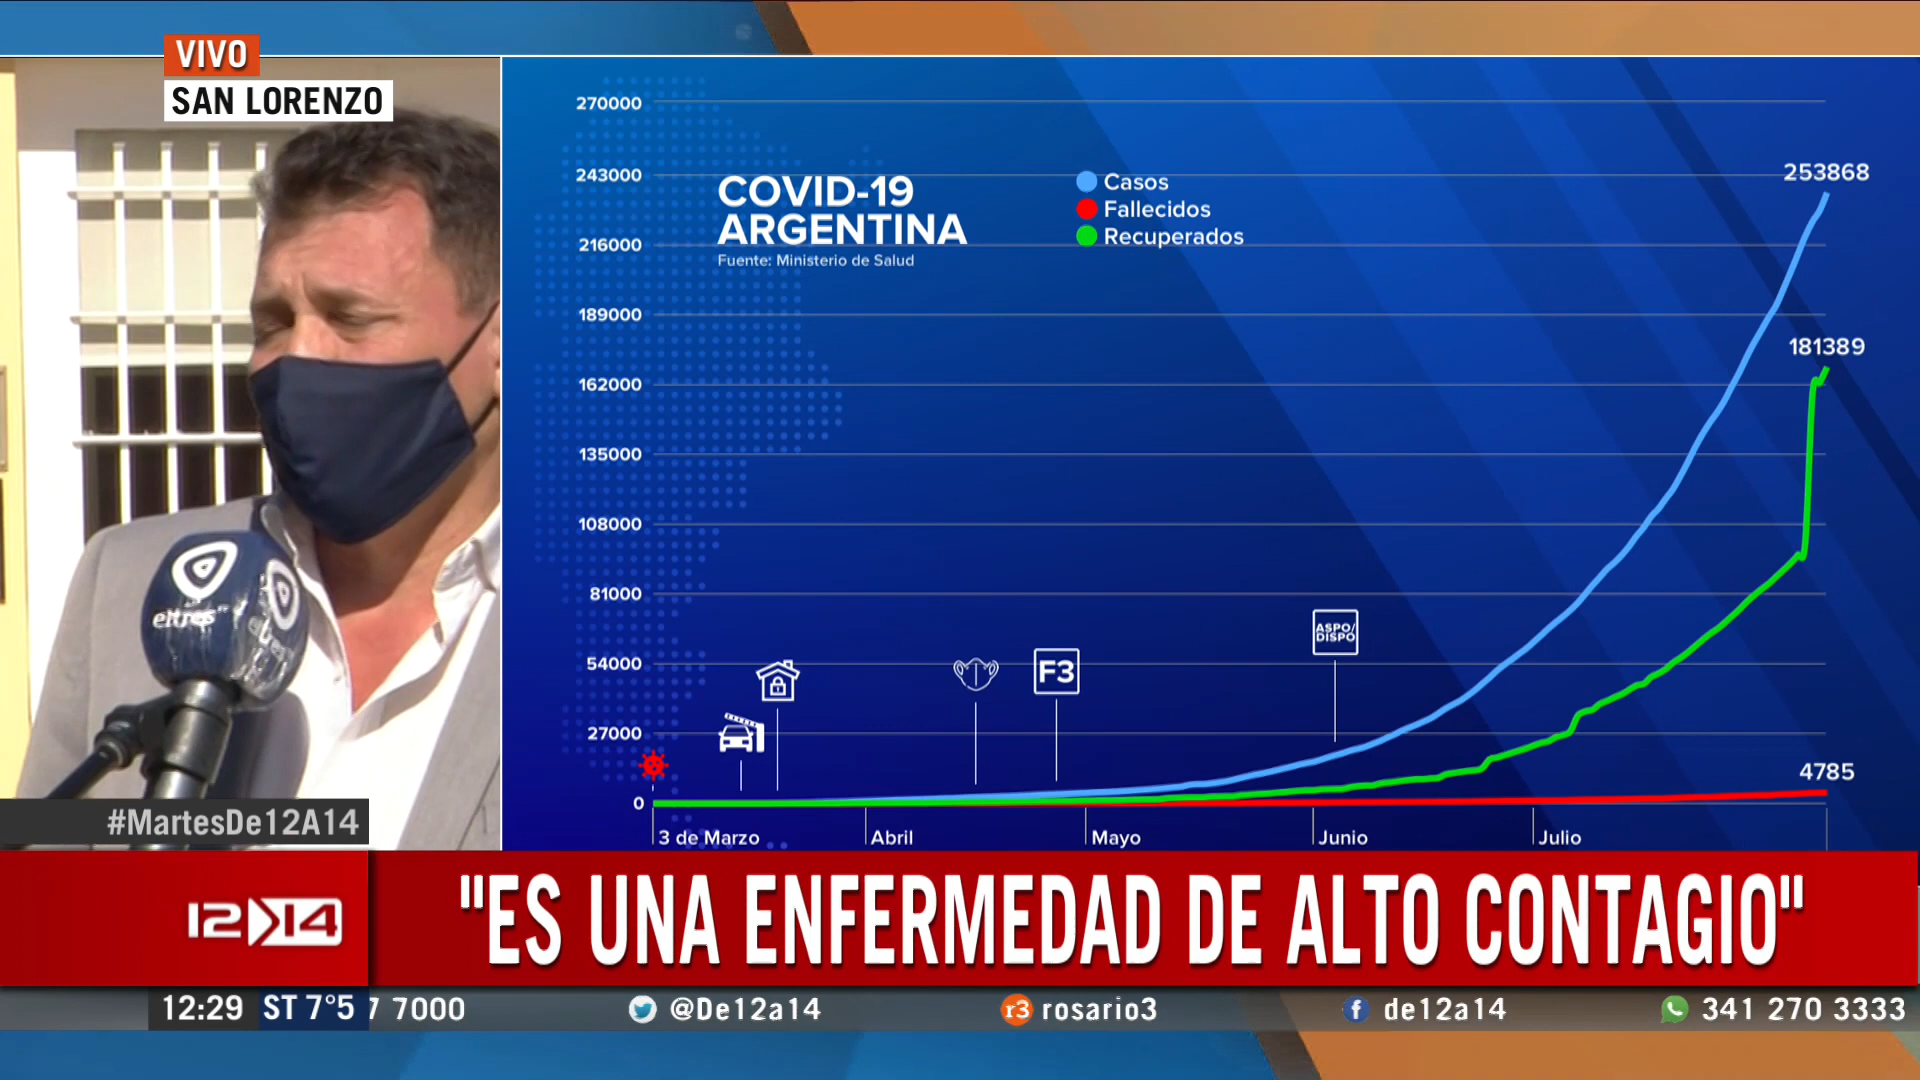 VIVO
SAN LORENZO
270000
243000
216000
189000
162000
135000
108000
81000
54000
27000
0
COVID-19
ARGENTINA
Fuente: Ministerio de Salud
Casos
Fallecidos
Recuperados
253868
181389
4785
F3
ASPO/
DISPO
3 de Marzo
Abril
Mayo
Junio
Julio
eltres
eltres
#MartesDe12A14
12 14
"ES UNA ENFERMEDAD DE ALTO CONTAGIO"
12:29 ST 7°5 7 7000 @De12a14 r3 rosario3 f de12a14 341 270 3333